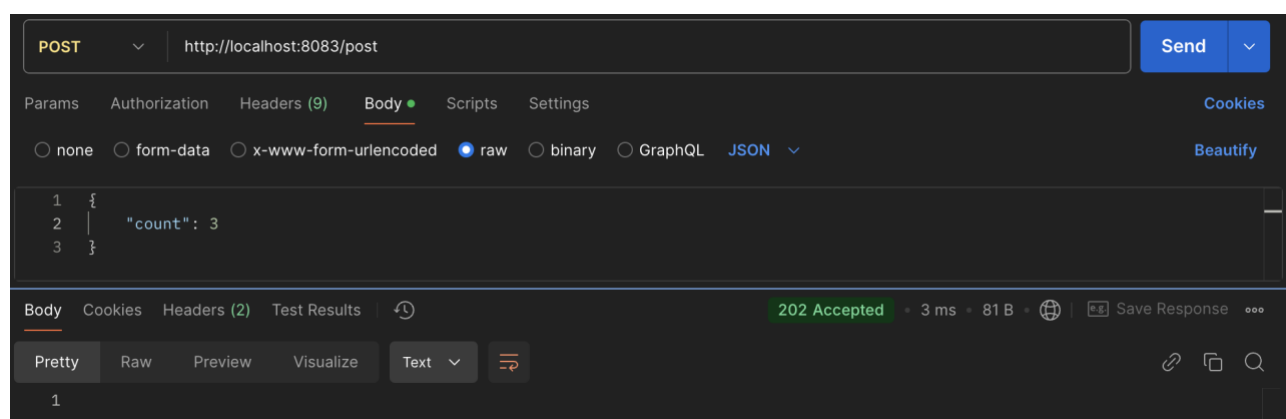 POST http://localhost:8083/post Send
Params Authorization Headers (9) Body Scripts Settings Cookies
none form-data x-www-form-urlencoded raw binary GraphQL JSON Beautify
1 {
2 "count": 3
3 }
Body Cookies Headers (2) Test Results 202 Accepted 3 ms 81 B e.g. Save Response
Pretty Raw Preview Visualize Text
1